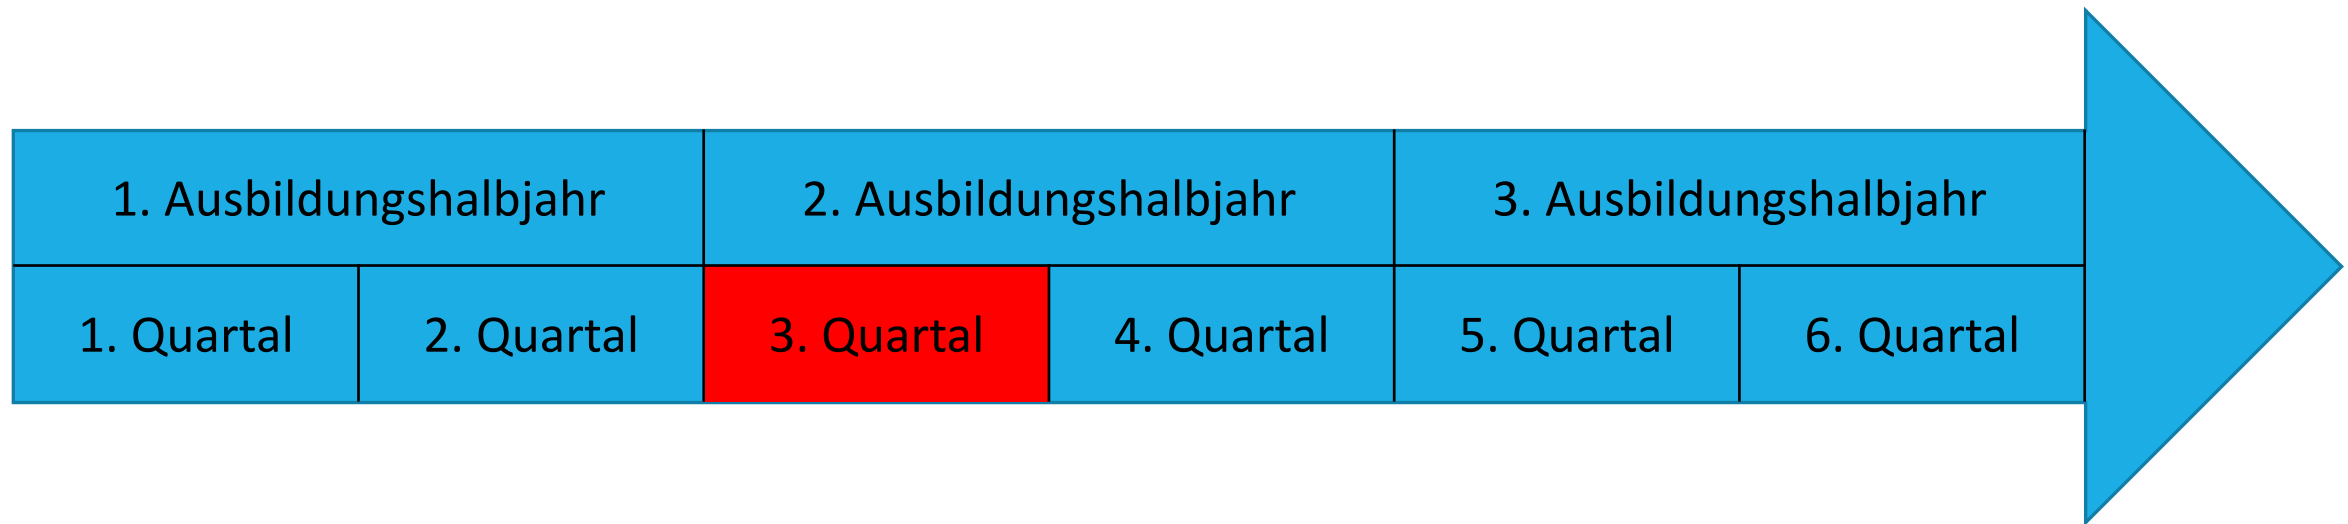 1. Ausbildungshalbjahr
2. Ausbildungshalbjahr
3. Ausbildungshalbjahr
1. Quartal
2. Quartal
3. Quartal
4. Quartal
5. Quartal
6. Quartal